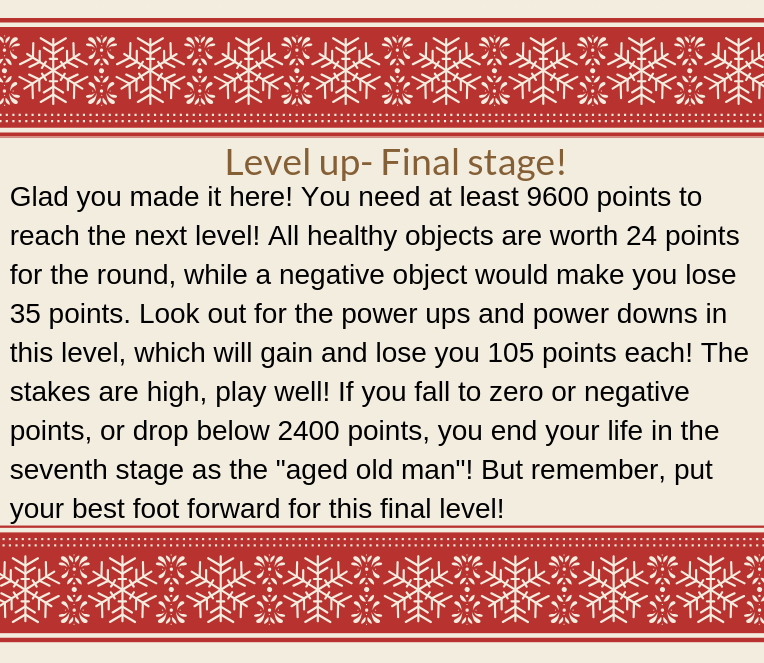 Level up- Final stage!
Glad you made it here! You need at least 9600 points to
reach the next level! All healthy objects are worth 24 points
for the round, while a negative object would make you lose
35 points. Look out for the power ups and power downs in
this level, which will gain and lose you 105 points each! The
stakes are high, play well! If you fall to zero or negative
points, or drop below 2400 points, you end your life in the
seventh stage as the "aged old man"! But remember, put
your best foot forward for this final level!